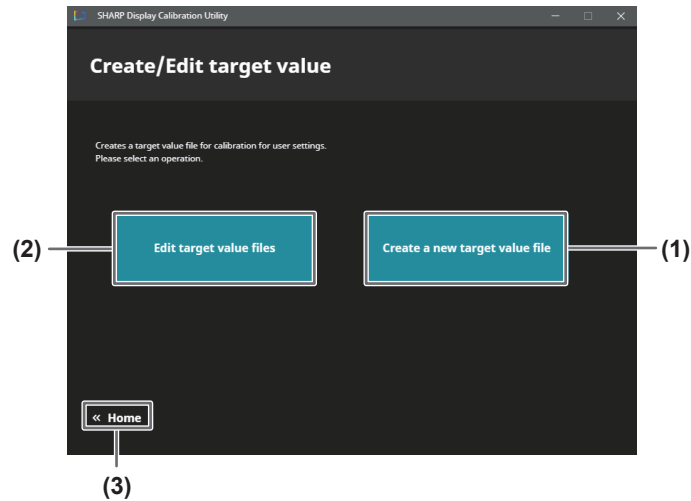 SHARP Display Calibration Utility
Create/Edit target value
Creates a target value file for calibration for user settings.
Please select an operation.
(2)
Edit target value files
Create a new target value file
(1)
« Home
(3)